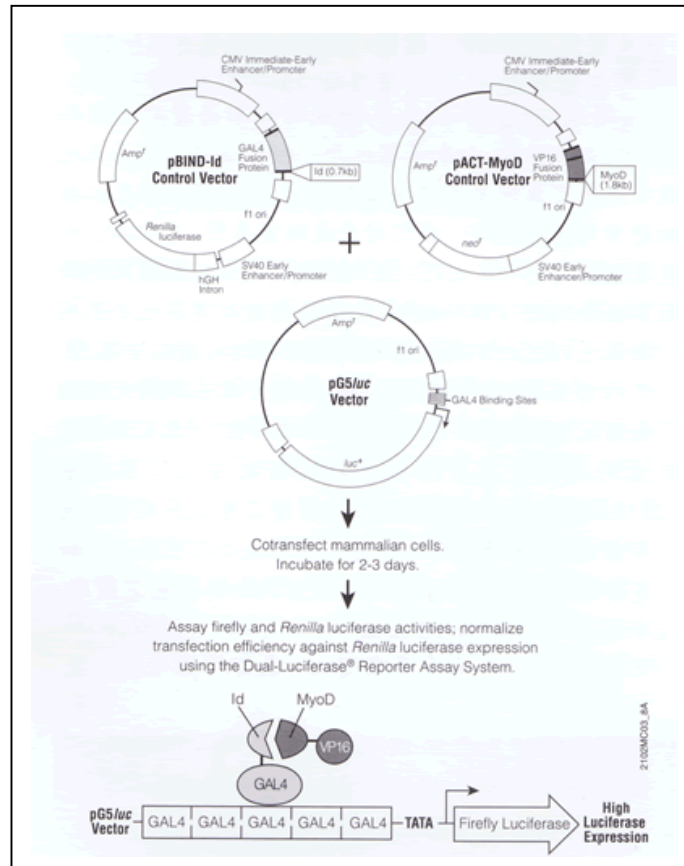 CMV Immediate-Early
Enhancer/Promoter
Ampr
pBIND-Id
Control Vector
GAL4
Fusion
Protein
Id (0.7kb)
f1 ori
Renilla
luciferase
hGH
Intron
SV40 Early
Enhancer/Promoter
+
CMV Immediate-Early
Enhancer/Promoter
Ampr
pACT-MyoD
Control Vector
VP16
Fusion
Protein
MyoD
(1.8kb)
f1 ori
neor
SV40 Early
Enhancer/Promoter
Ampr
f1 ori
pG5luc
Vector
GAL4 Binding Sites
luc+
Cotransfect mammalian cells.
Incubate for 2-3 days.
Assay firefly and Renilla luciferase activities; normalize
transfection efficiency against Renilla luciferase expression
using the Dual-Luciferase® Reporter Assay System.
Id
MyoD
VP16
GAL4
pG5luc
Vector
GAL4 GAL4 GAL4 GAL4 GAL4
TATA
Firefly Luciferase
High
Luciferase
Expression
2102MC03_8A